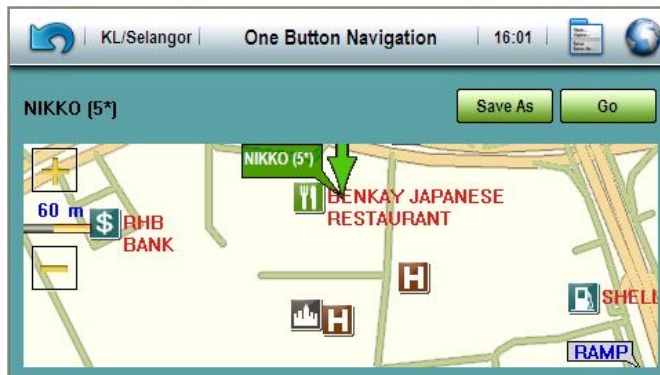 KL/Selangor
One Button Navigation
16:01
NIKKO (5*)
Save As
Go
NIKKO (5*)
BENKAY JAPANESE
RESTAURANT
60 m
$
RHB
BANK
H
H
SHELL
RAMP